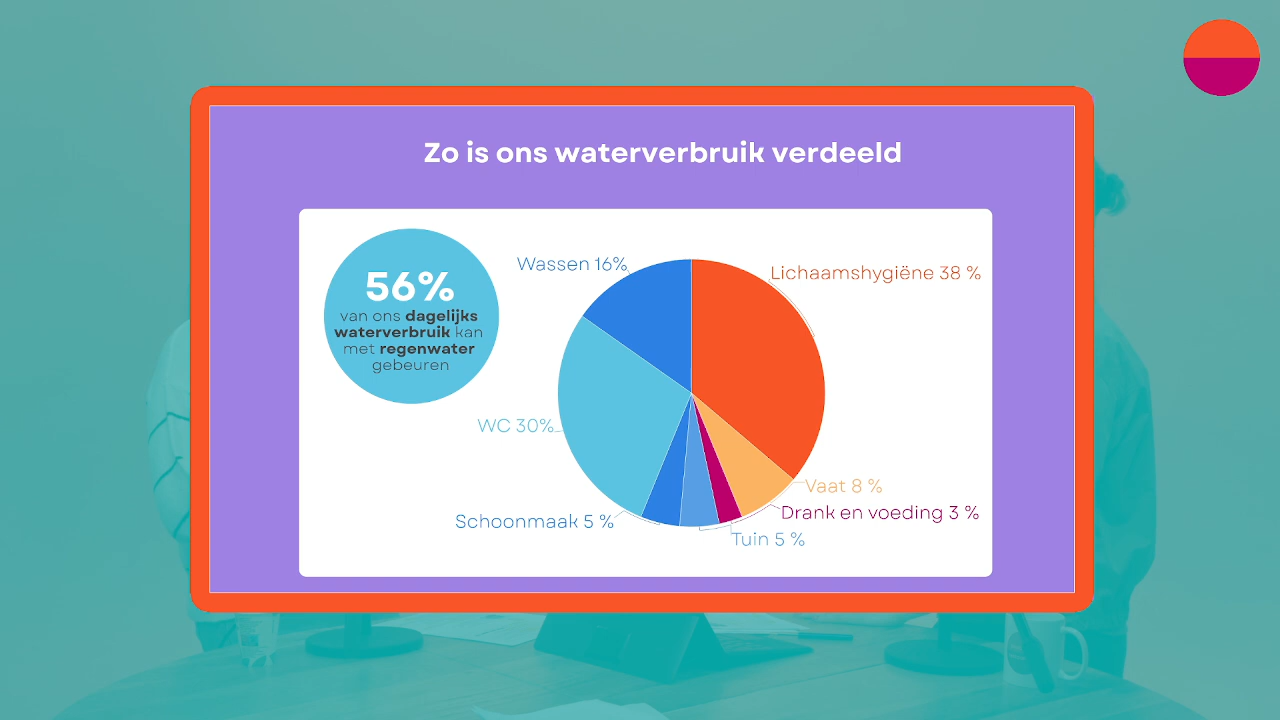 Zo is ons waterverbruik verdeeld
56%
van ons dagelijks
waterverbruik kan
met regenwater
gebeuren
Wassen 16%
Lichaamshygiëne 38 %
WC 30%
Vaat 8 %
Drank en voeding 3 %
Schoonmaak 5 %
Tuin 5 %